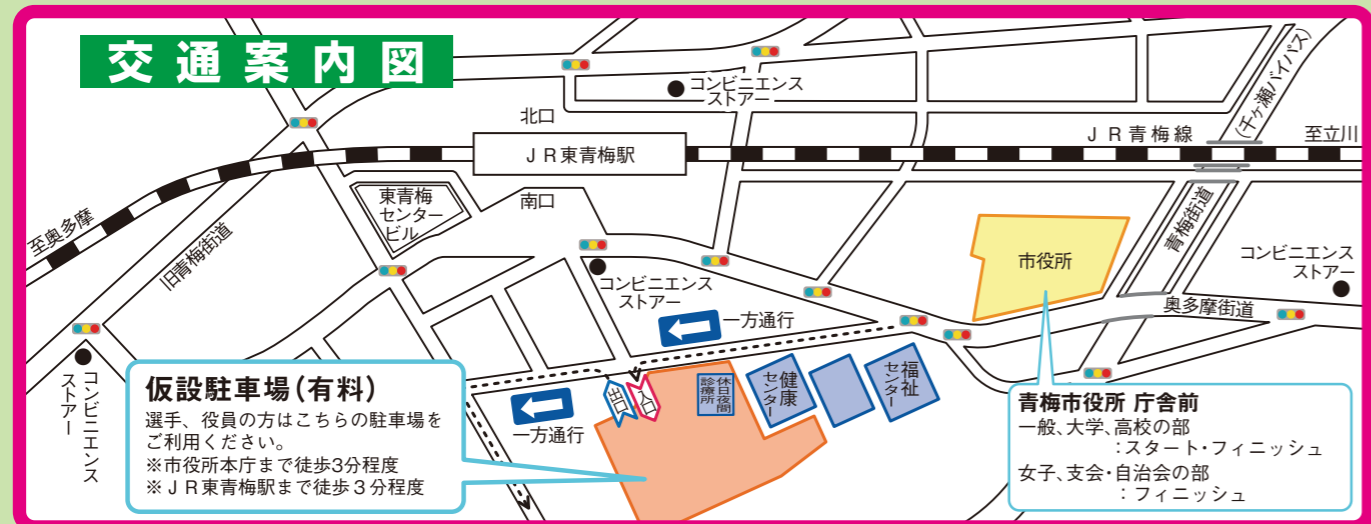 交通案内図
コンビニエンス
ストアー
(千ヶ瀬バイパス)
北口
JR東青梅駅
JR青梅線
至立川
東青梅
センター
ビル
南口
至奥多摩
旧青梅街道
青梅街道
市役所
コンビニエンス
ストアー
コンビニエンス
ストアー
奥多摩街道
一方通行
コンビニエンス
ストアー
仮設駐車場(有料)
選手、役員の方はこちらの駐車場を
ご利用ください。
※市役所本庁まで徒歩3分程度
※JR東青梅駅まで徒歩3分程度
一方通行
出口
入口
休日夜間
診療所
健康
センター
福祉
センター
青梅市役所 庁舎前
一般、大学、高校の部
:スタート・フィニッシュ
女子、支会・自治会の部
:フィニッシュ